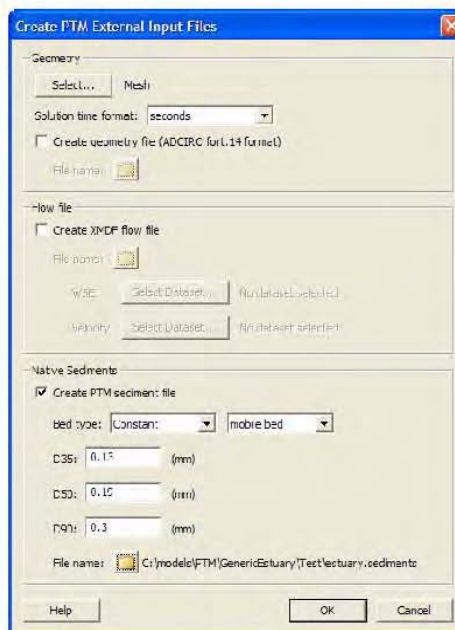 Create PTM External Input Files
Geometry
Select... Mesh
Solution time format: seconds
Create geometry file (ADCIRC fort.14 format)
File name:
Flow file
Create XMDF flow file
File name:
WSE: Select Dataset... No dataset selected
Velocity Select Dataset... No dataset selected
Native Sediments
Create PTM sediment file
Bed type: Constant mobile bed
D35: 0.13 (mm)
D50: (mm)
D90: 0.3 (mm)
File name: C:\models\PTM\GenericEstuary\Test\estuary.sediments
Help OK Cancel